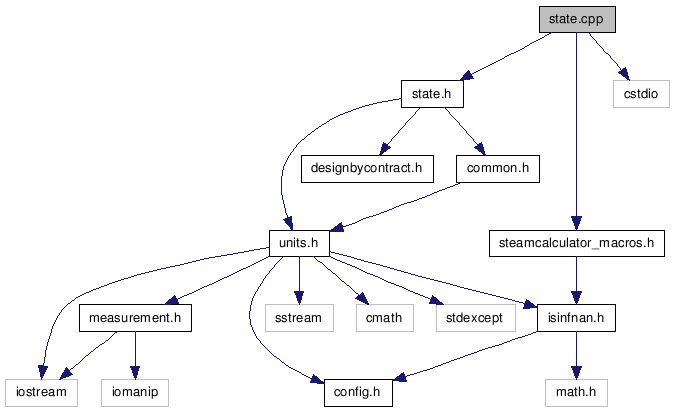 state.cpp
state.h
cstdio
designbycontract.h
common.h
units.h
steamcalculator_macros.h
measurement.h
sstream
cmath
stdexcept
isinfnan.h
iostream
iomanip
config.h
math.h